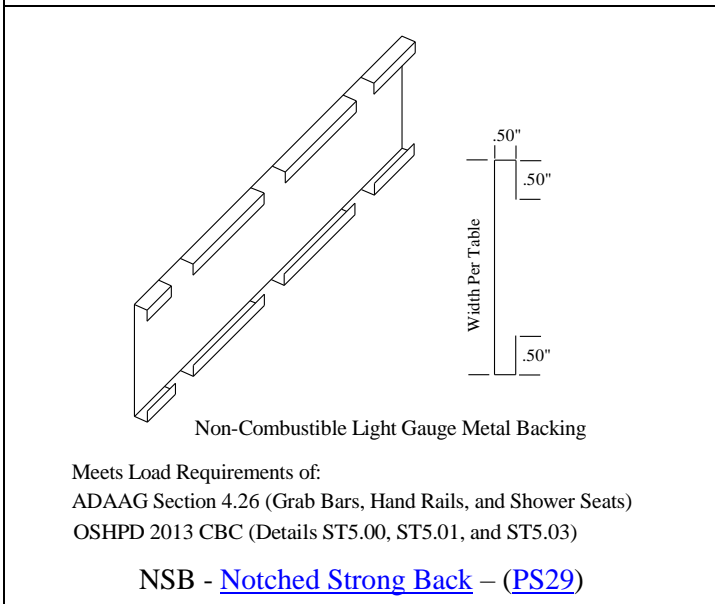 .50"
.50"
Width Per Table
.50"
Non-Combustible Light Gauge Metal Backing
Meets Load Requirements of:
ADAAG Section 4.26 (Grab Bars, Hand Rails, and Shower Seats)
OSHPD 2013 CBC (Details ST5.00, ST5.01, and ST5.03)
NSB - Notched Strong Back – (PS29)